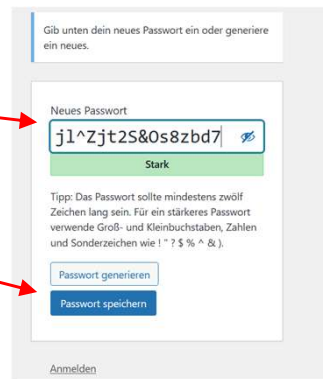 Gib unten dein neues Passwort ein oder generiere
ein neues.
Neues Passwort
jl^Zjt2S&Os8zbd7
Stark
Tipp: Das Passwort sollte mindestens zwölf
Zeichen lang sein. Für ein stärkeres Passwort
verwende Groß- und Kleinbuchstaben, Zahlen
und Sonderzeichen wie ! " ? $ % ^ & ).
Passwort generieren
Passwort speichern
Anmelden